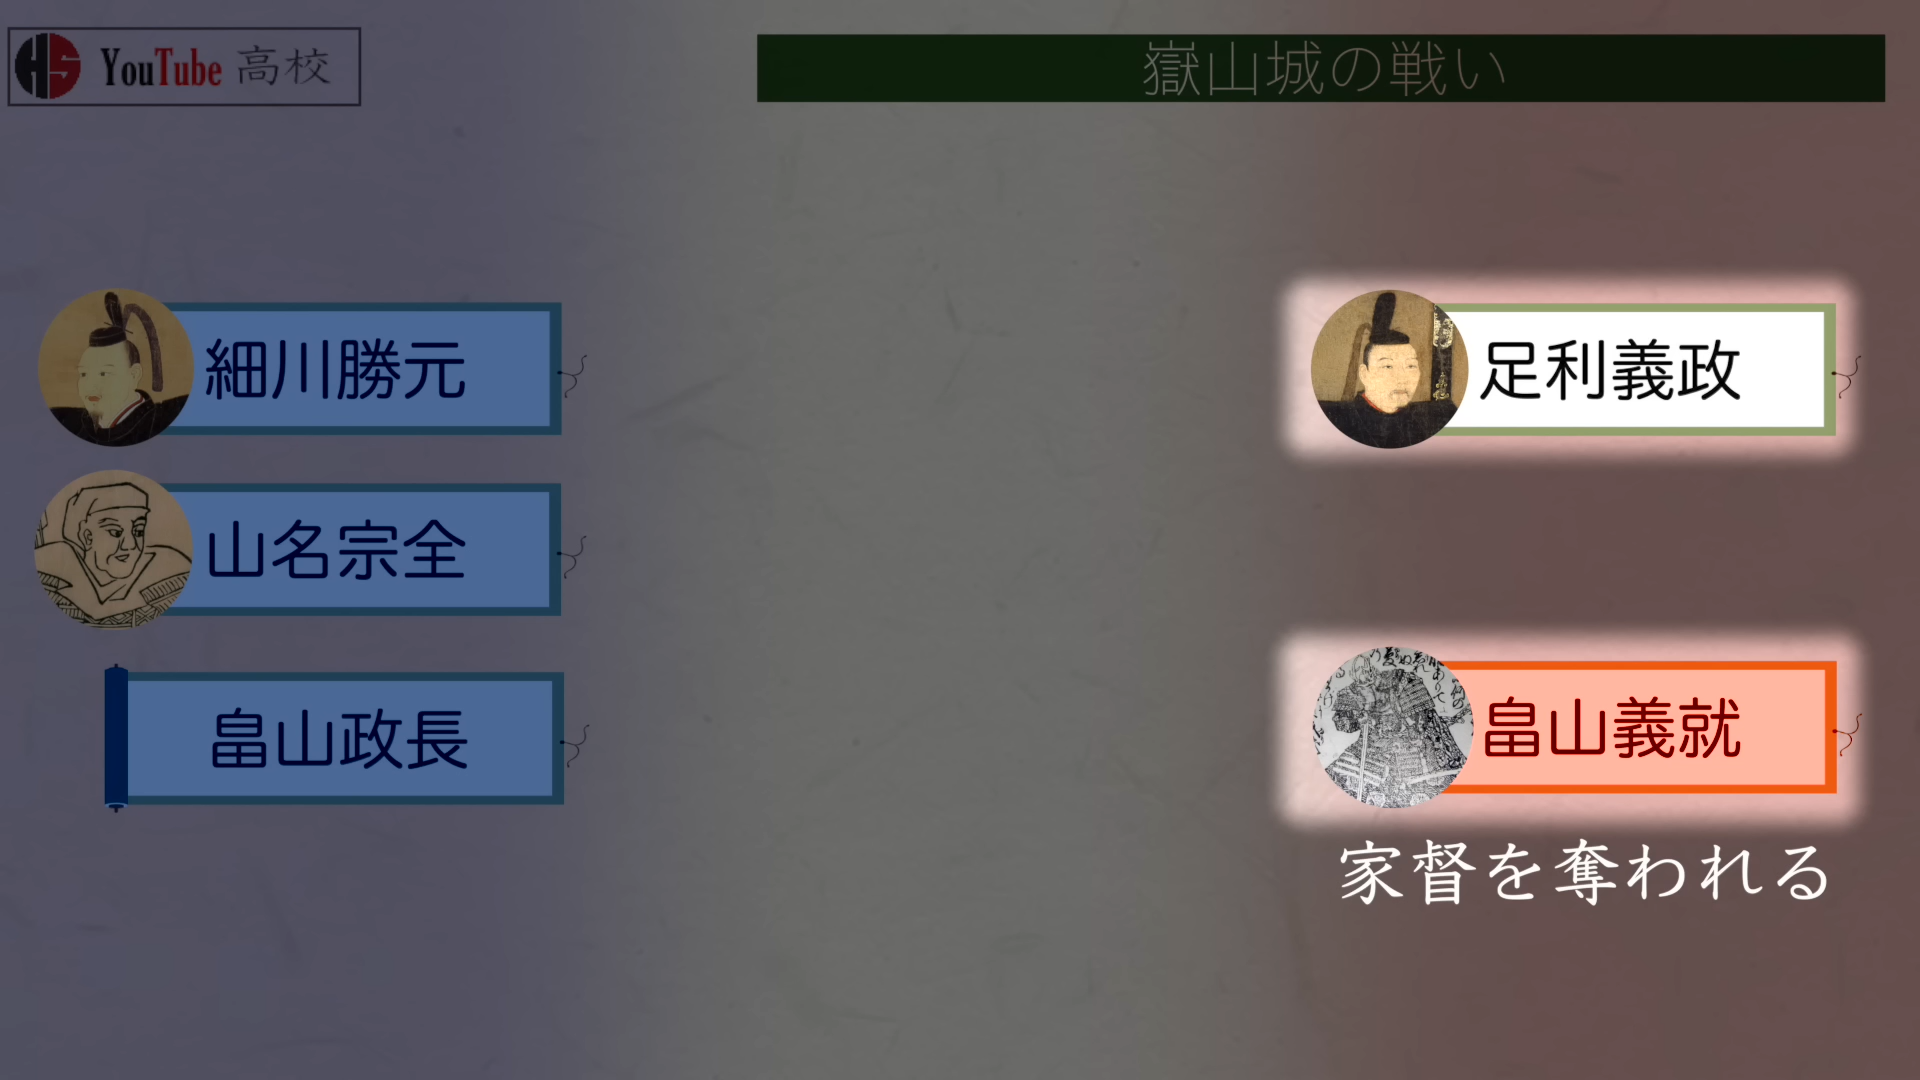 HS YouTube 高校
嶽山城の戦い
細川勝元
山名宗全
畠山政長
足利義政
畠山義就
家督を奪われる